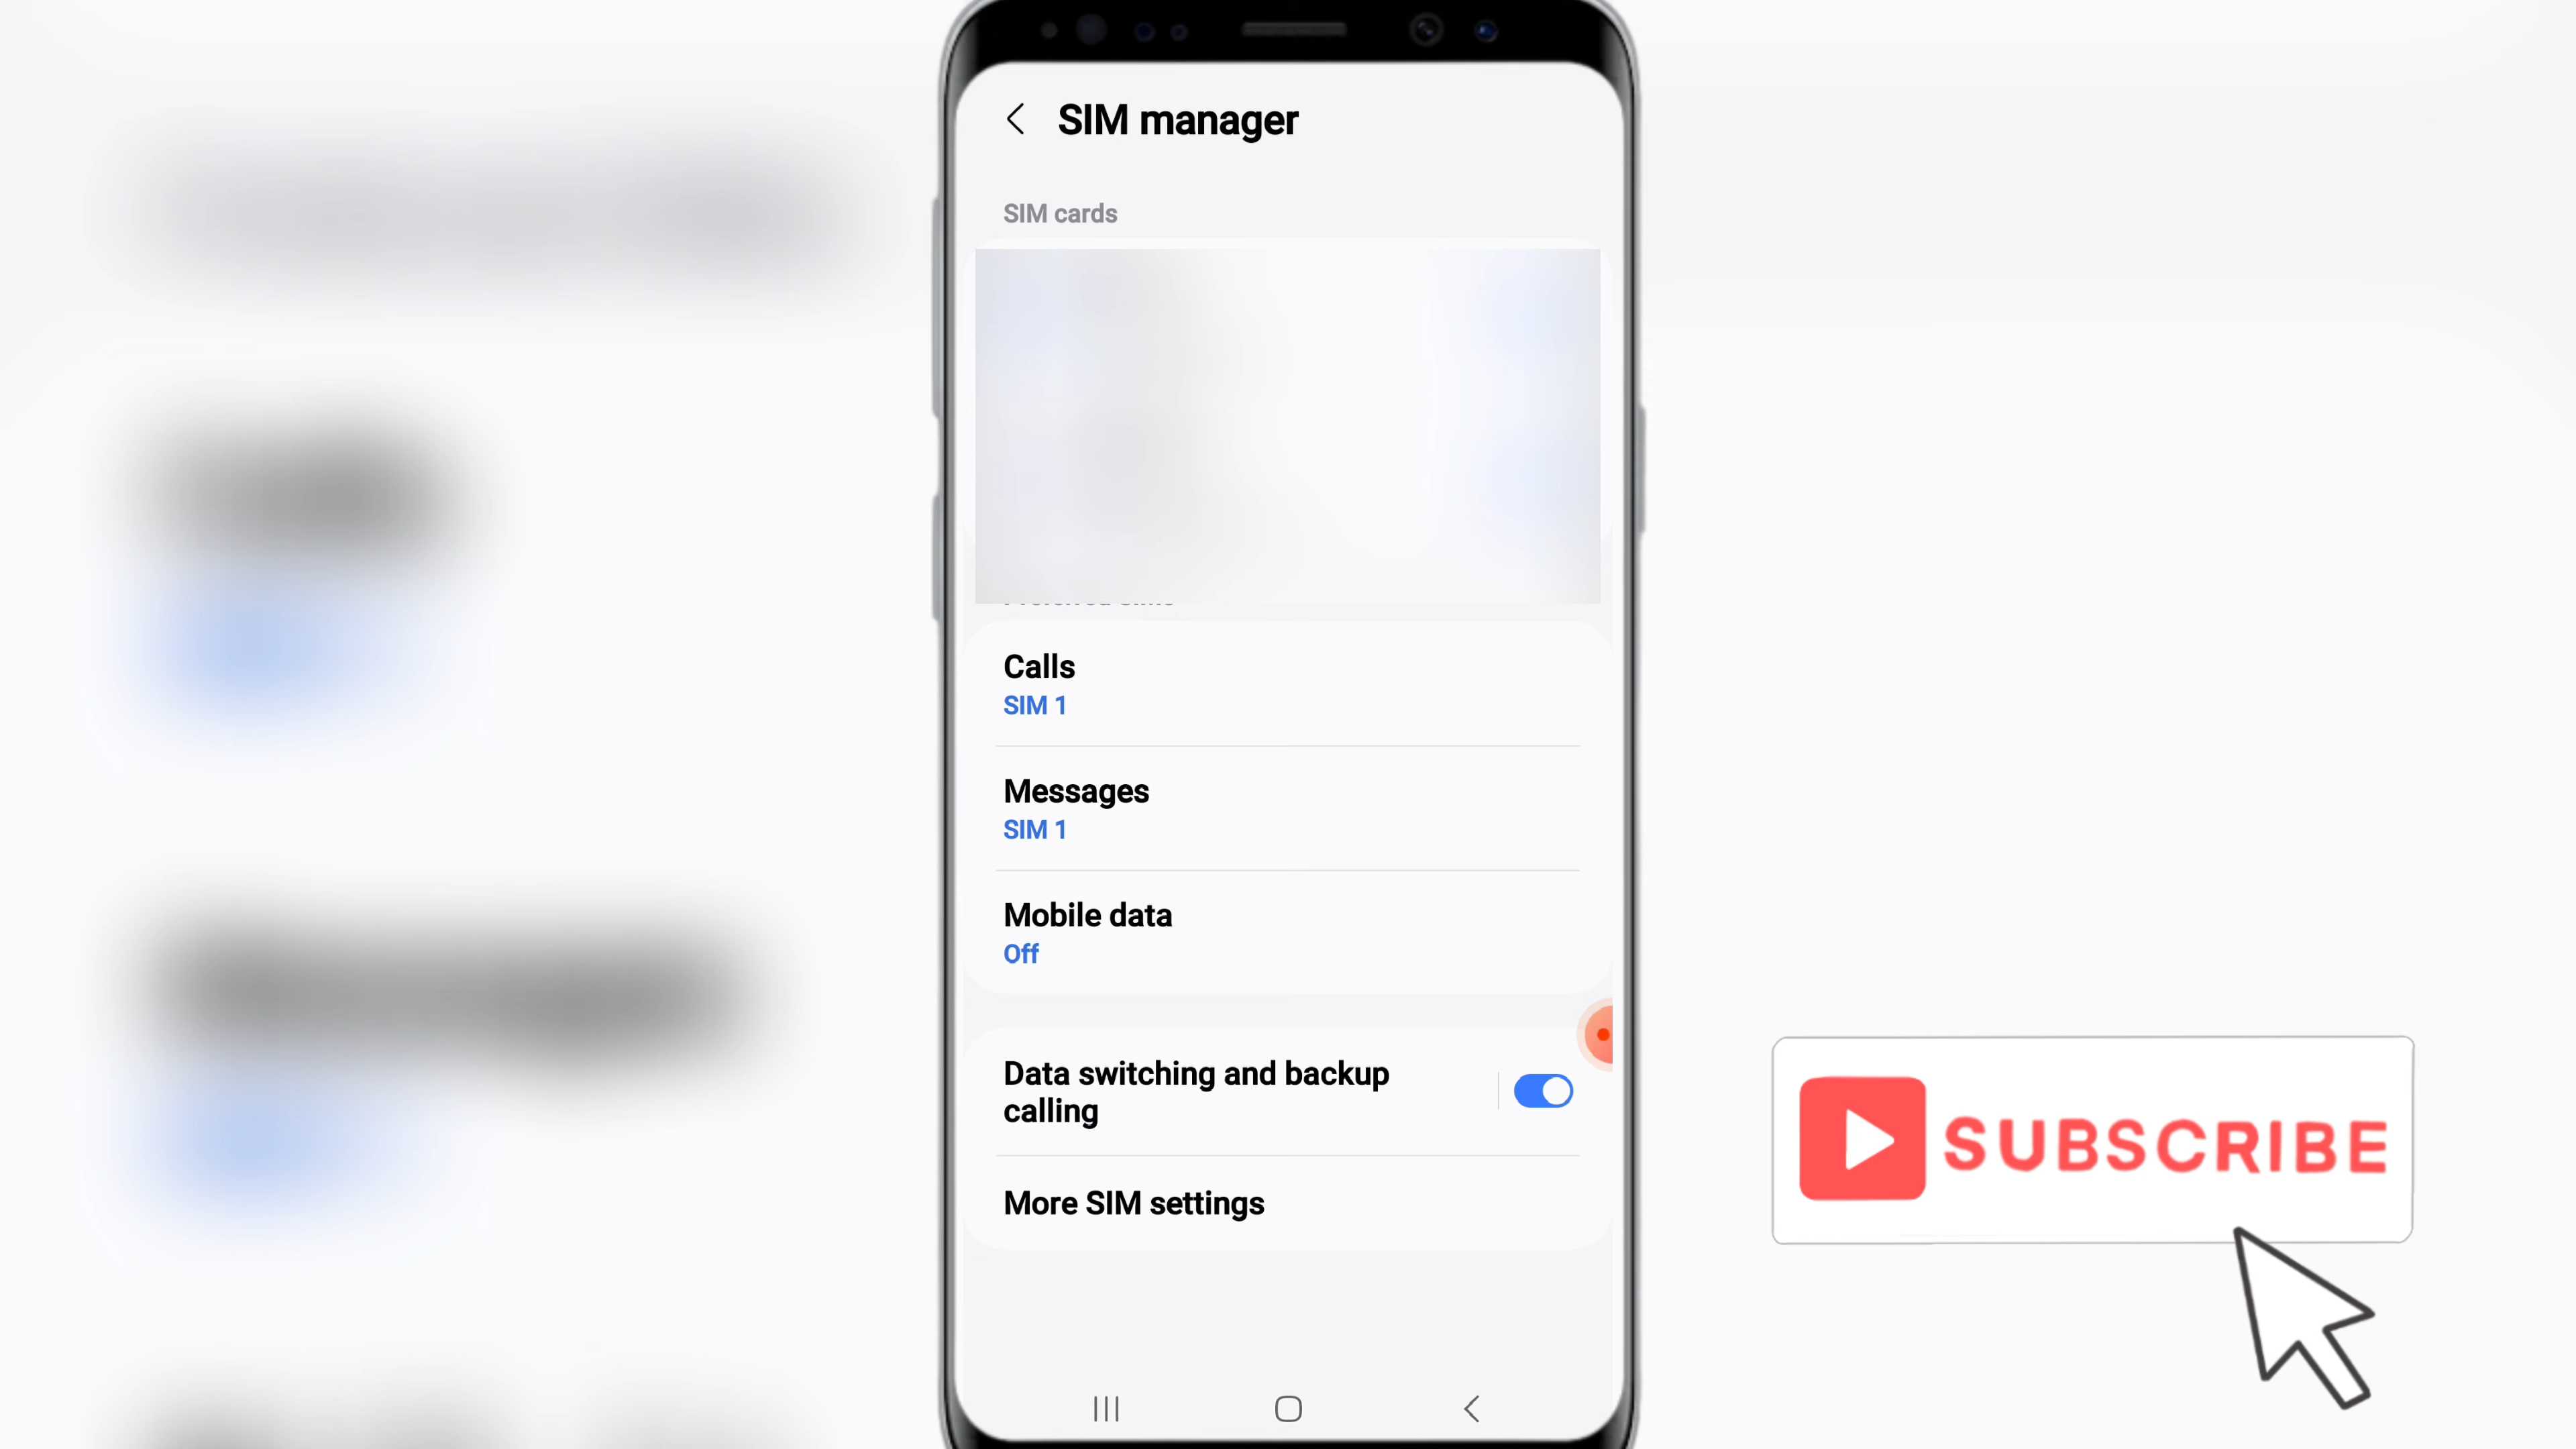 SIM manager
SIM cards
Calls
SIM 1
Messages
SIM 1
Mobile data
Off
Data switching and backup
calling
More SIM settings
SUBSCRIBE